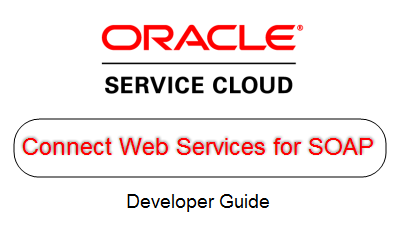 ORACLE®
SERVICE CLOUD
Connect Web Services for SOAP
Developer Guide